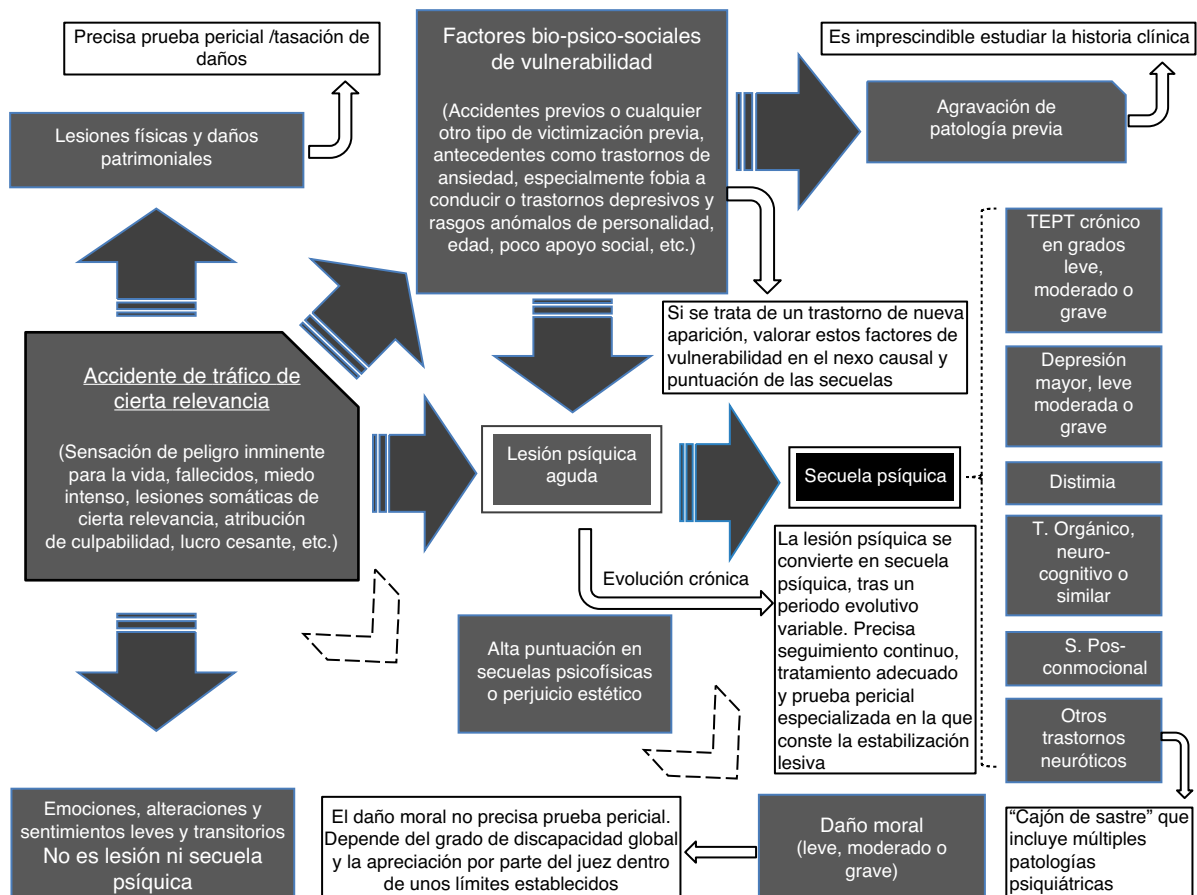 Precisa prueba pericial /tasación de
daños
Factores bio-psico-sociales
de vulnerabilidad
(Accidentes previos o cualquier
otro tipo de victimización previa,
antecedentes como trastornos de
ansiedad, especialmente fobia a
conducir o trastornos depresivos y
rasgos anómalos de personalidad,
edad, poco apoyo social, etc.)
Es imprescindible estudiar la historia clínica
Lesiones físicas y daños
patrimoniales
Agravación de
patología previa
Si se trata de un trastorno de nueva
aparición, valorar estos factores de
vulnerabilidad en el nexo causal y
puntuación de las secuelas
Accidente de tráfico de
cierta relevancia
(Sensación de peligro inminente
para la vida, fallecidos, miedo
intenso, lesiones somáticas de
cierta relevancia, atribución
de culpabilidad, lucro cesante, etc.)
Lesión psíquica
aguda
Secuela psíquica
TEPT crónico
en grados
leve,
moderado o
grave
Depresión
mayor, leve
moderada o
grave
Distimia
T. Orgánico,
neuro-
cognitivo o
similar
S. Pos-
conmocional
Otros
trastornos
neuróticos
Evolución crónica
La lesión psíquica se
convierte en secuela
psíquica, tras un
periodo evolutivo
variable. Precisa
seguimiento continuo,
tratamiento adecuado
y prueba pericial
especializada en la que
conste la estabilización
lesiva
Alta puntuación en
secuelas psicofísicas
o perjuicio estético
Emociones, alteraciones y
sentimientos leves y transitorios
No es lesión ni secuela
psíquica
El daño moral no precisa prueba pericial.
Depende del grado de discapacidad global
y la apreciación por parte del juez dentro
de unos límites establecidos
Daño moral
(leve, moderado o
grave)
“Cajón de sastre” que
incluye múltiples
patologías
psiquiátricas